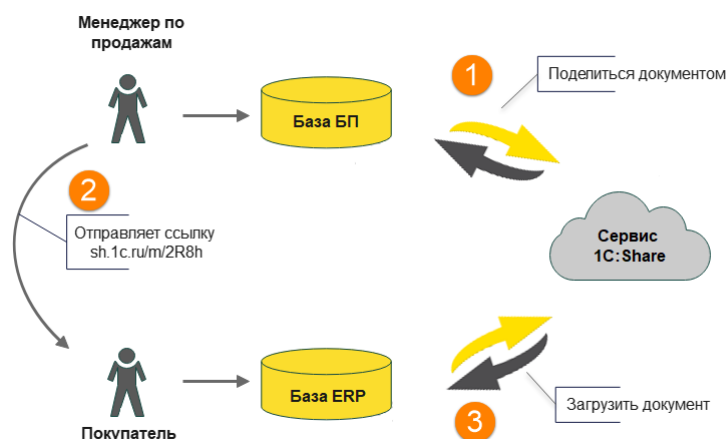 Менеджер по
продажам
1
Поделиться документом
База БП
2
Отправляет ссылку
sh.1c.ru/m/2R8h
Сервис
1C:Share
База ERP
Загрузить документ
3
Покупатель